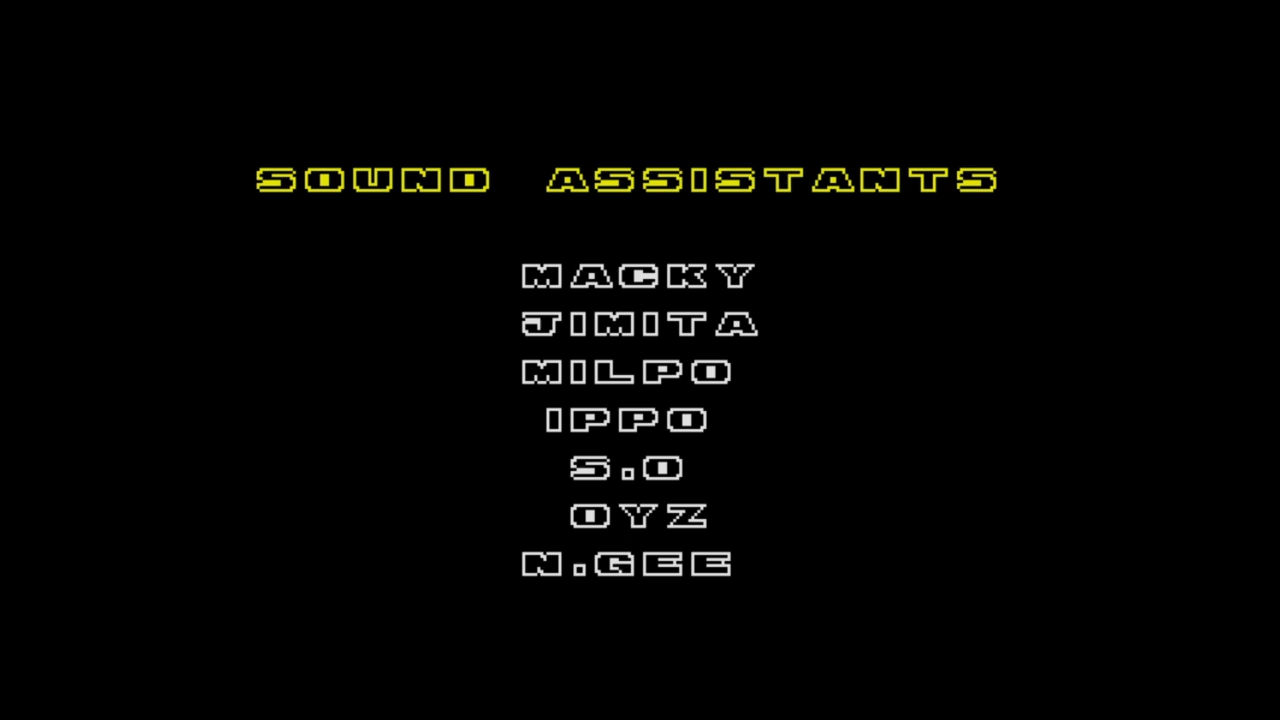 SOUND ASSISTANTS
MACKY
JIMITA
MILPO
IPPO
S.O
OYZ
N.GEE